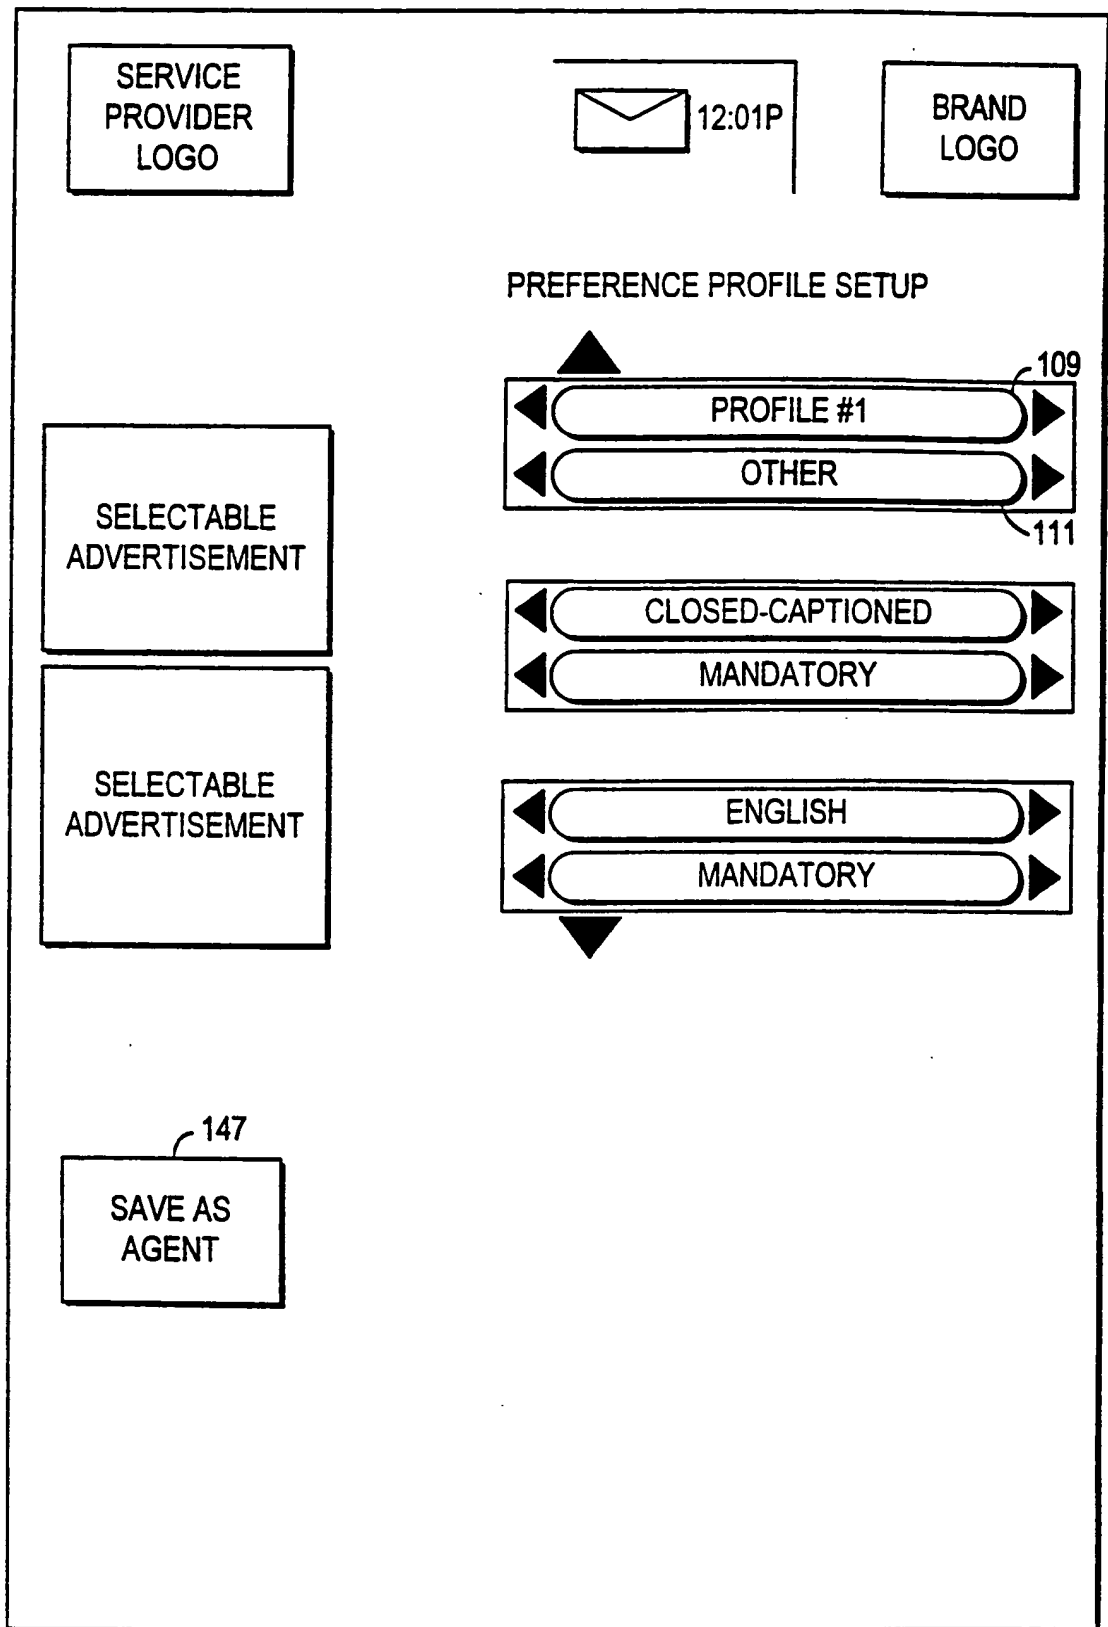 SERVICE
PROVIDER
LOGO
12:01P
BRAND
LOGO
PREFERENCE PROFILE SETUP
109
PROFILE #1
OTHER
111
SELECTABLE
ADVERTISEMENT
CLOSED-CAPTIONED
MANDATORY
SELECTABLE
ADVERTISEMENT
ENGLISH
MANDATORY
147
SAVE AS
AGENT